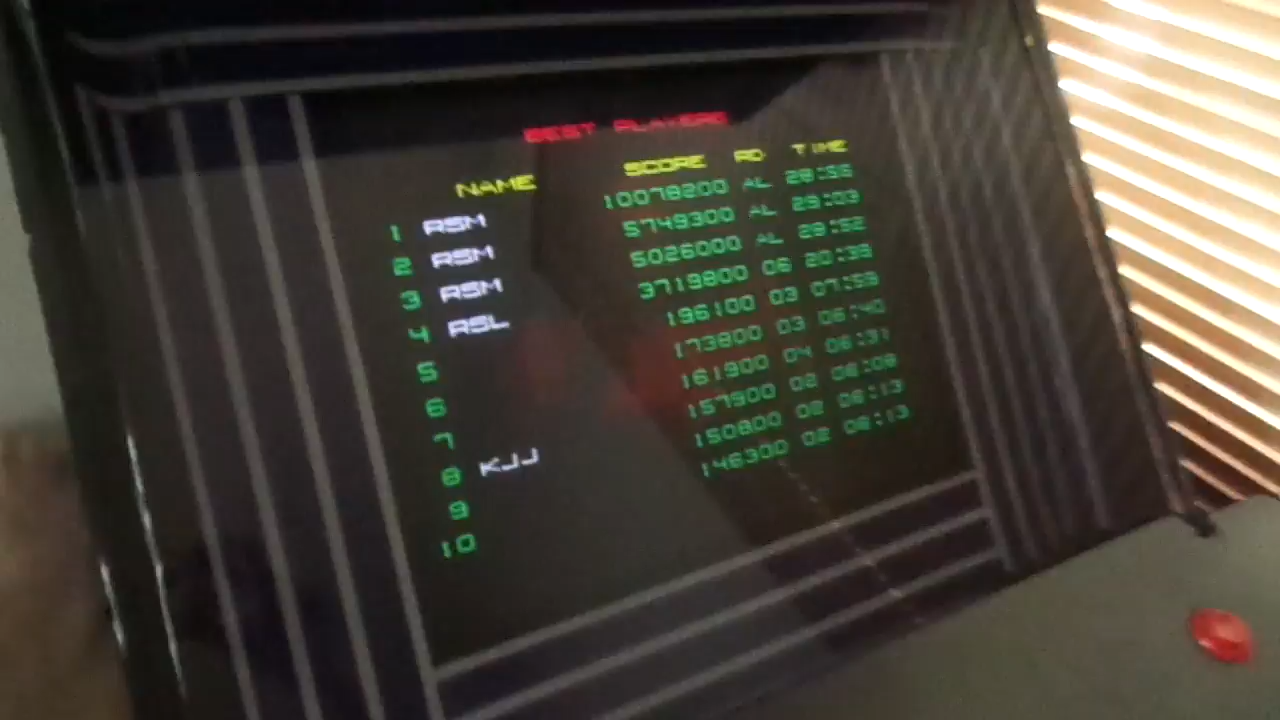 BEST PLAYERS
NAME SCORE RD TIME
1 RSM 10078200 AL 28:36
2 RSM 5749300 AL 29:03
3 RSM 5026000 AL 28:52
4 RSL 3719800 06 20:39
5 196100 03 07:59
6 173800 03 06:40
7 161900 04 06:31
8 KJJ 157900 02 06:08
9 150800 02 06:13
10 146300 02 06:13